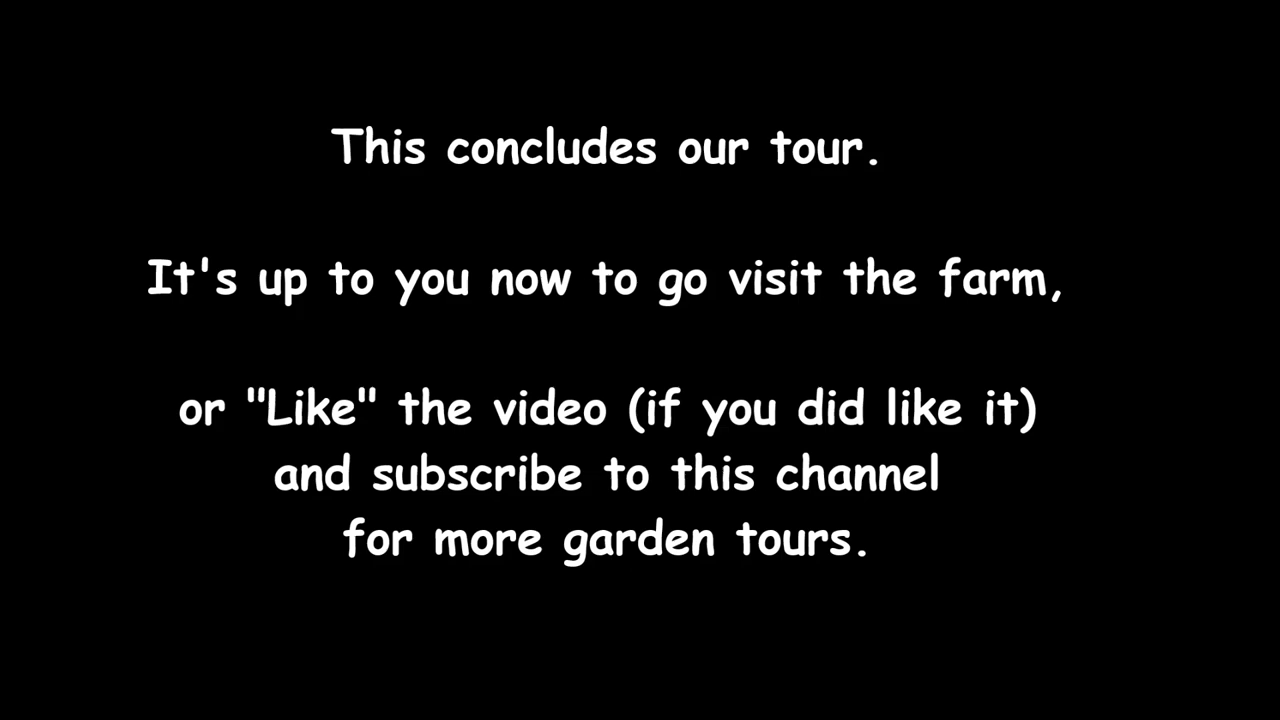 This concludes our tour.
It's up to you now to go visit the farm,
or "Like" the video (if you did like it)
and subscribe to this channel
for more garden tours.